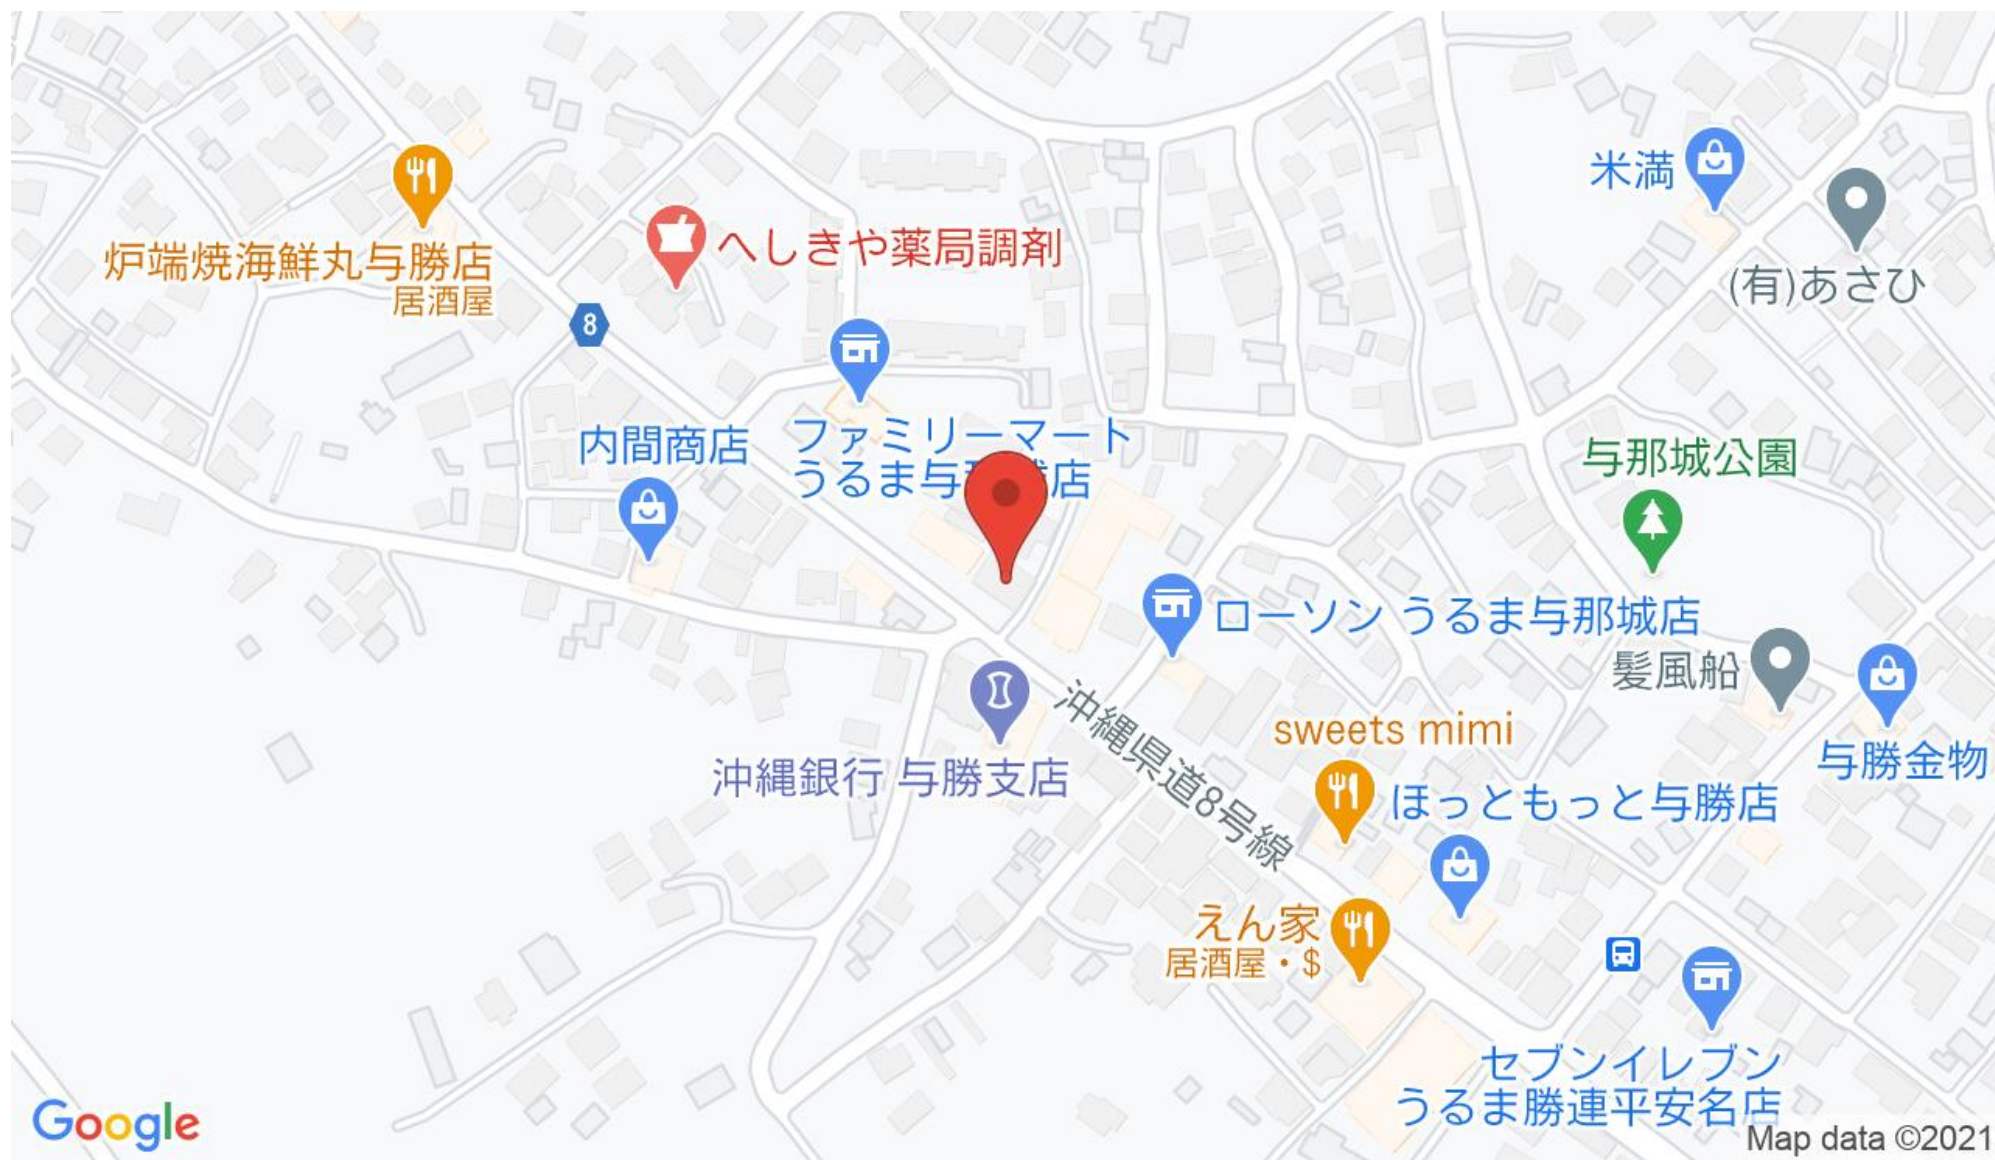 米満
(有)あさひ
へしきや薬局調剤
炉端焼海鮮丸与勝店
居酒屋
8
内間商店
ファミリーマート
うるま与
店
与那城公園
ローソン うるま与那城店
髪風船
sweets mimi
与勝金物
沖縄銀行 与勝支店
沖縄県道8号線
ほっともっと与勝店
えん家
居酒屋・$
セブンイレブン
うるま勝連平安名店
Google
Map data ©2021